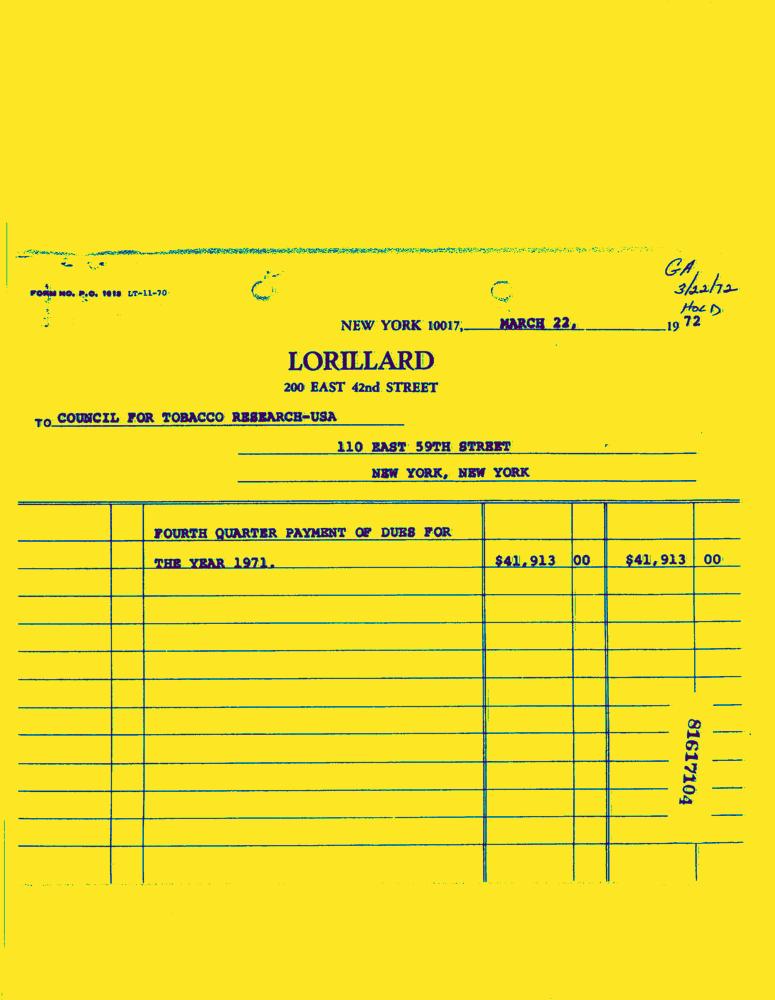 GA
3/22/72
HOLD
FORM NO. P.O. 1618 LT-11-70
NEW YORK 10017, MARCH 22, 19 72
LORILLARD
200 EAST 42nd STREET
TO COUNCIL FOR TOBACCO RESEARCH-USA
110 EAST 59TH STREET
NEW YORK, NEW YORK
FOURTH QUARTER PAYMENT OF DUES FOR
THE YEAR 1971. $41,913 00 $41,913 00
81617104